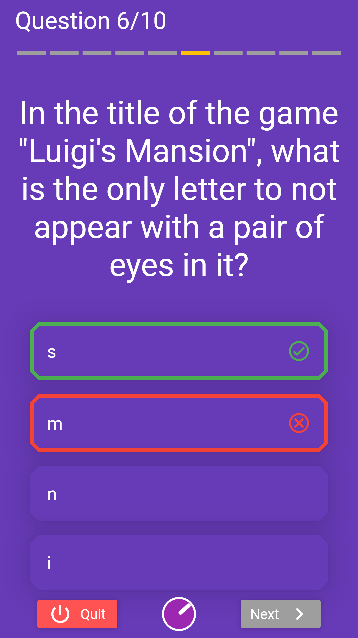 Question 6/10
In the title of the game
"Luigi's Mansion", what
is the only letter to not
appear with a pair of
eyes in it?
s
m
n
i
Quit
Next